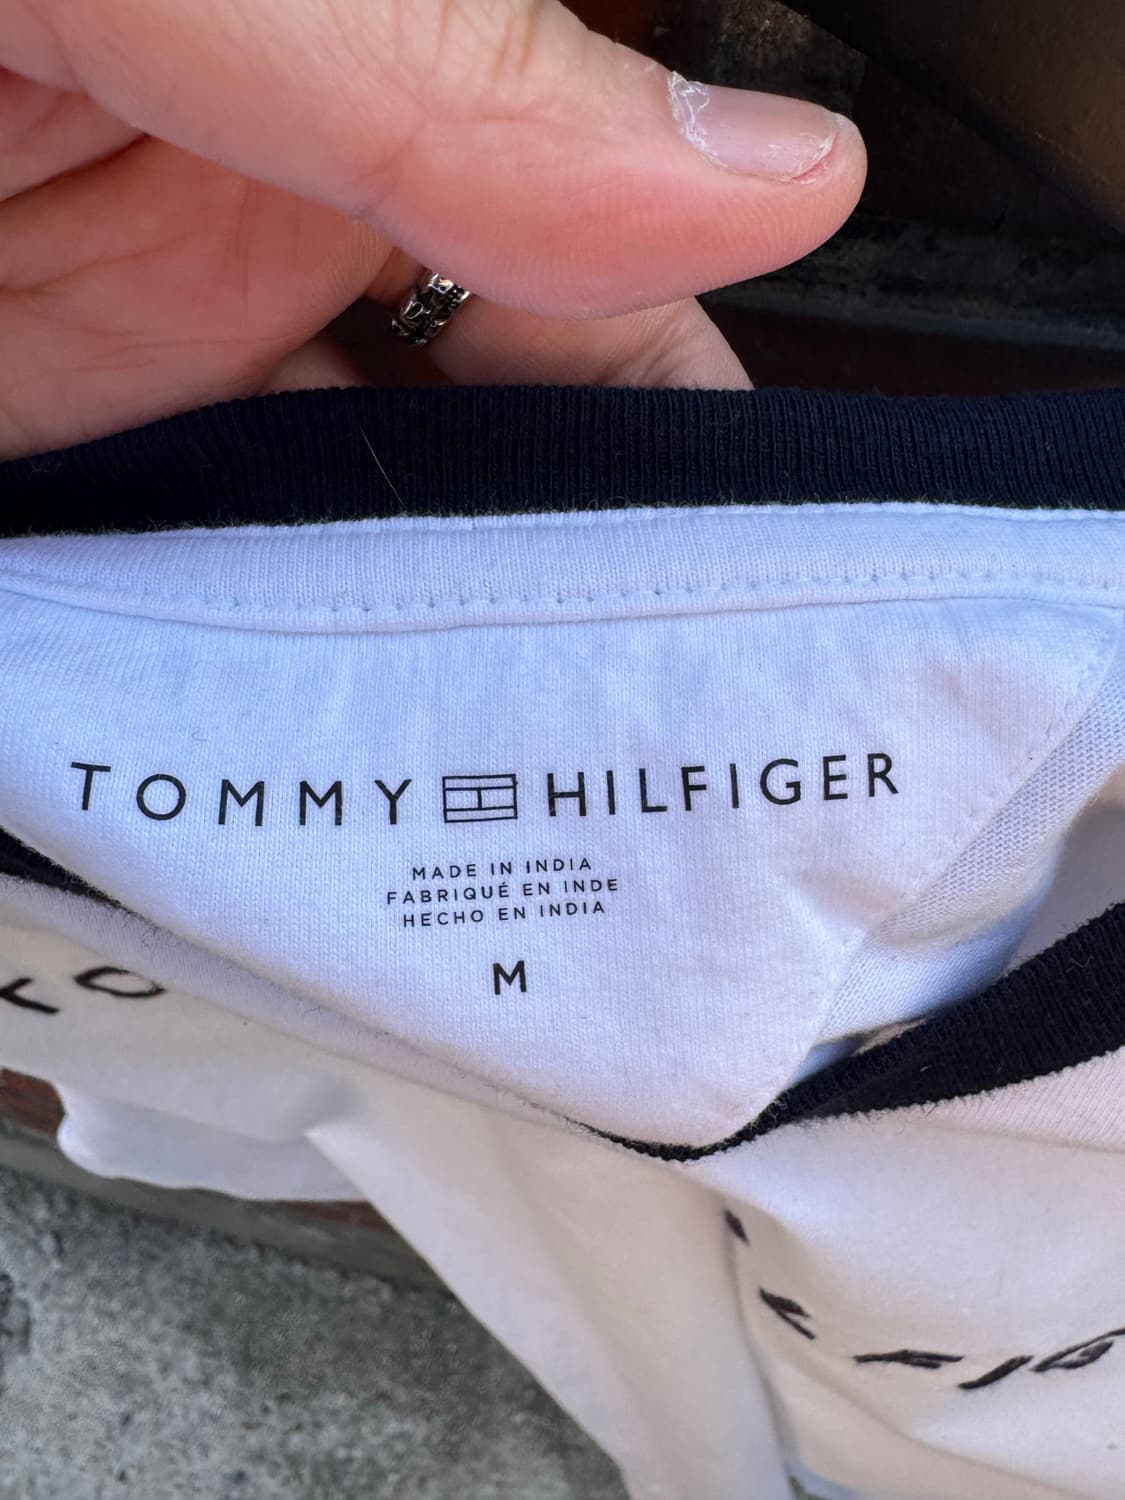 TOMMY HILFIGER
MADE IN INDIA
FABRIQUÉ EN INDE
HECHO EN INDIA
M